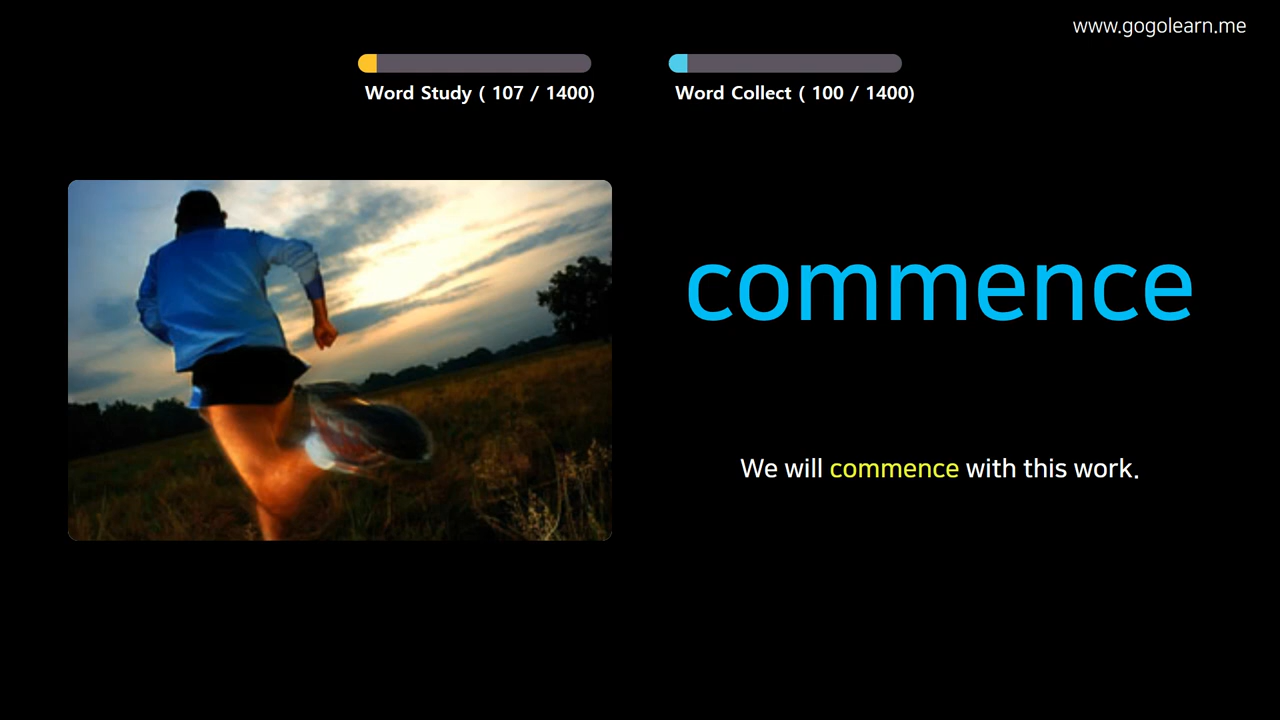 www.gogolearn.me
Word Study ( 107 / 1400)
Word Collect ( 100 / 1400)
commence
We will commence with this work.